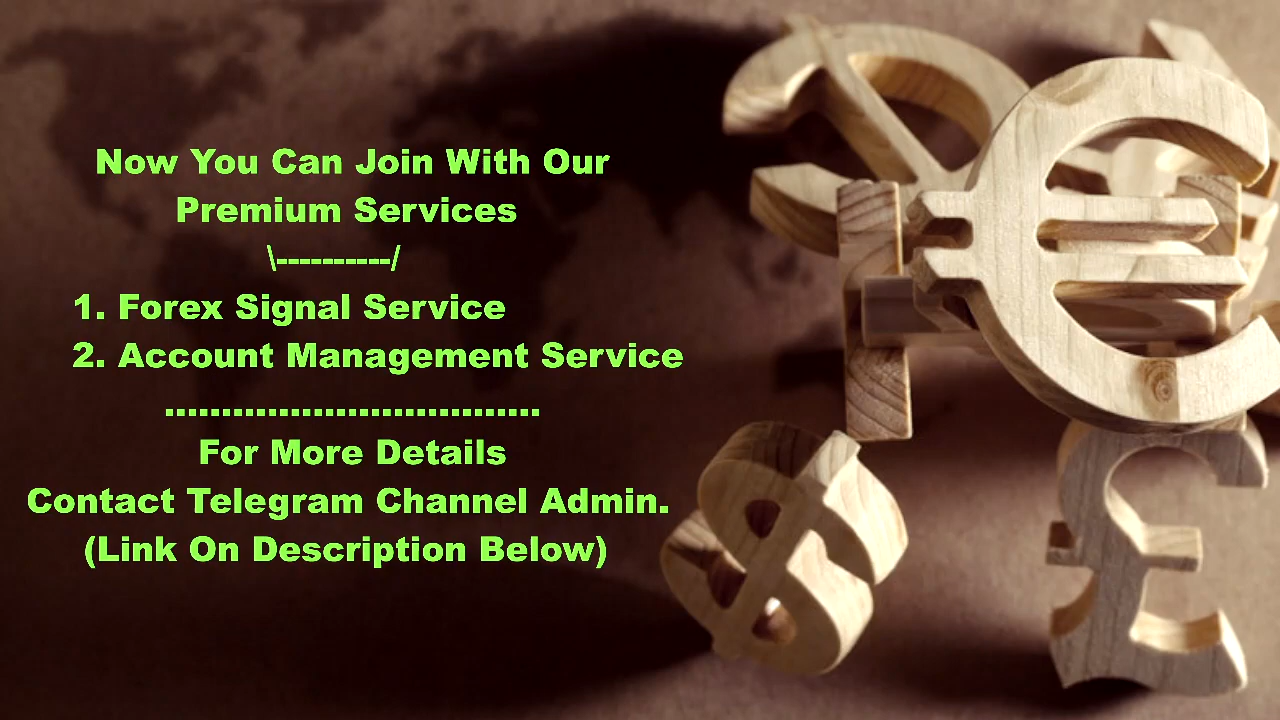 Now You Can Join With Our
Premium Services
\----------/
1. Forex Signal Service
2. Account Management Service
.................................
For More Details
Contact Telegram Channel Admin.
(Link On Description Below)